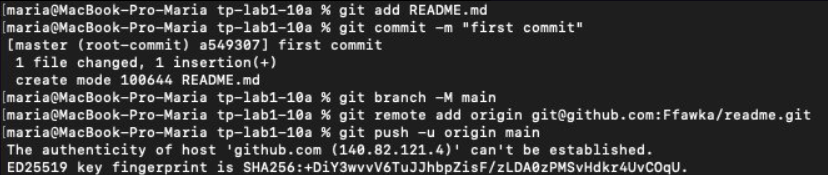 [maria@MacBook-Pro-Maria tp-lab1-10a % git add README.md
[maria@MacBook-Pro-Maria tp-lab1-10a % git commit -m "first commit"
[master (root-commit) a549307] first commit
1 file changed, 1 insertion(+)
create mode 100644 README.md
[maria@MacBook-Pro-Maria tp-lab1-10a % git branch -M main
[maria@MacBook-Pro-Maria tp-lab1-10a % git remote add origin git@github.com:Ffawka/readme.git
[maria@MacBook-Pro-Maria tp-lab1-10a % git push -u origin main
The authenticity of host 'github.com (140.82.121.4)' can't be established.
ED25519 key fingerprint is SHA256:+DiY3wvvV6TuJJhbpZisF/zLDA0zPMSvHdkr4UvCOqU.